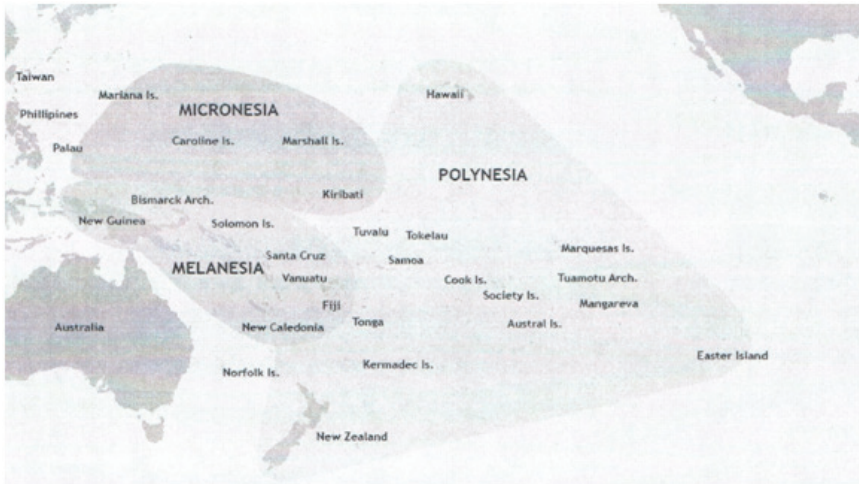 Taiwan
Hawaii
Mariana Is.
MICRONESIA
Phillipines
Caroline Is.
Marshall Is.
Palau
POLYNESIA
Kiribati
Bismarck Arch.
New Guinea
Solomon Is.
Tuvalu
Tokelau
Marquesas Is.
Santa Cruz
Samoa
MELANESIA
Vanuatu
Cook Is.
Tuamotu Arch.
Society Is.
Fiji
Mangareva
Australia
New Caledonia
Tonga
Austral Is.
Easter Island
Norfolk Is.
Kermadec Is.
New Zealand